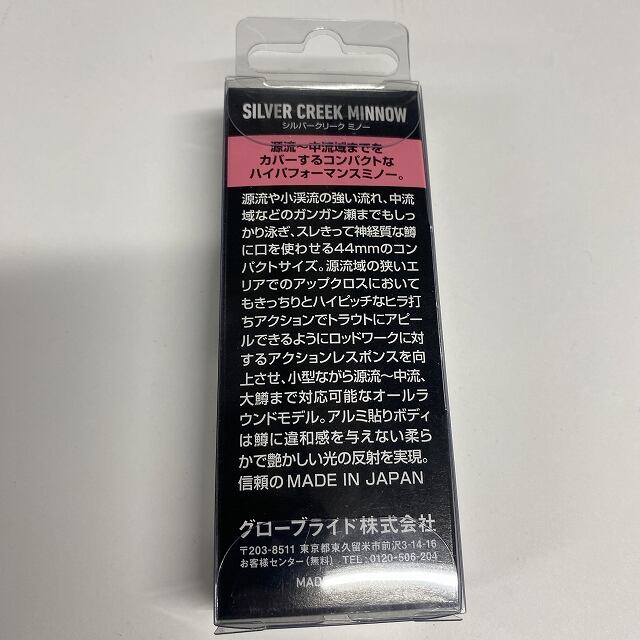 SILVER CREEK MINNOW
シルバークリーク ミノー
源流〜中流域までを
カバーするコンパクトな
ハイパフォーマンスミノー。
源流や小渓流の強い流れ、中流
域などのガンガン瀬までもしっ
かり泳ぎ、スレきって神経質な鱒
に口を使わせる44mmのコン
パクトサイズ。源流域の狭いエ
リアでのアップクロスにおいて
もきっちりとハイピッチなヒラ打
ちアクションでトラウトにアピー
ルできるようにロッドワークに対
するアクションレスポンスを向
上させ、小型ながら源流〜中流、
大鱒まで対応可能なオールラ
ウンドモデル。アルミ貼りボディ
は鱒に違和感を与えない柔ら
かで艶かしい光の反射を実現。
信頼のMADE IN JAPAN
グローブライド株式会社
〒203-8511 東京都東久留米市前沢3-14-16
お客様センター(無料) TEL:0120-506-204